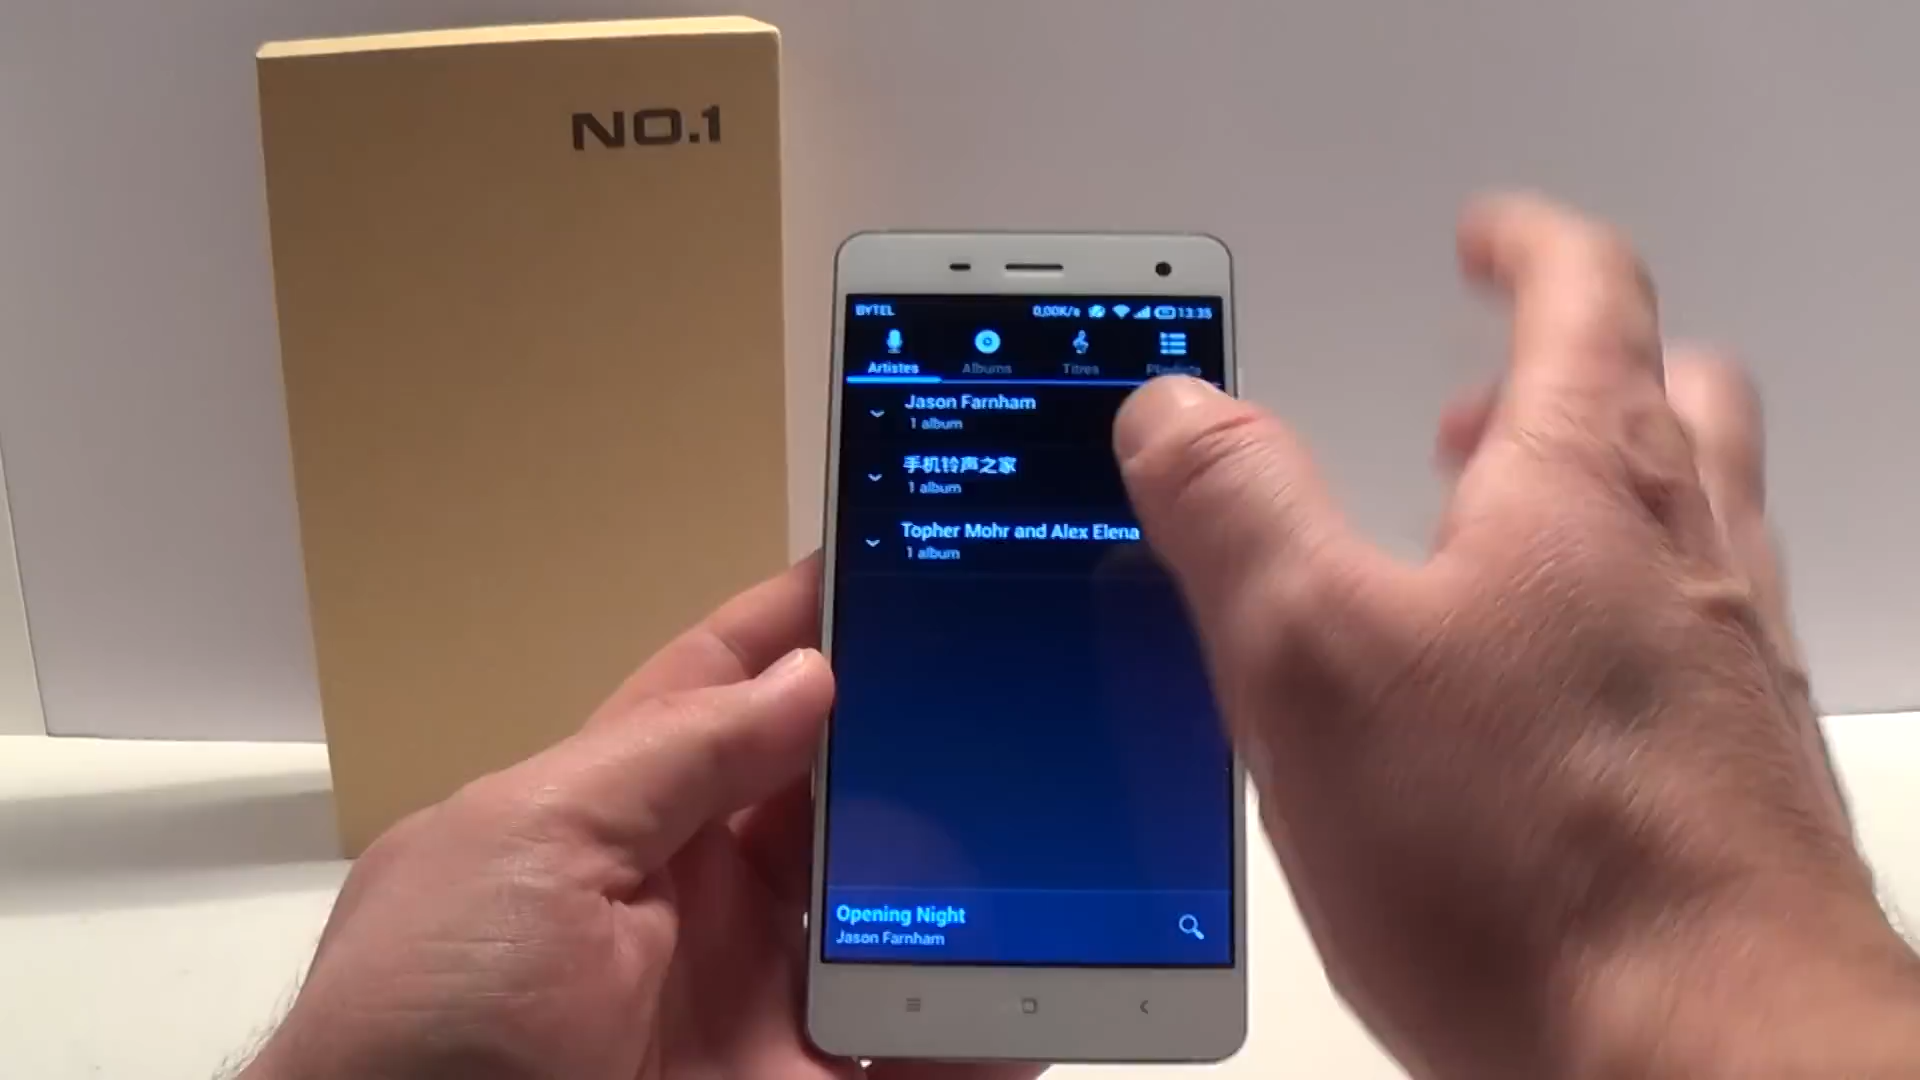 NO.1
BYTEL 0,00K/s 13:35
Artistes Albums Titres Playlists
Jason Farnham
1 album
手机铃声之家
1 album
Topher Mohr and Alex Elena
1 album
Opening Night
Jason Farnham